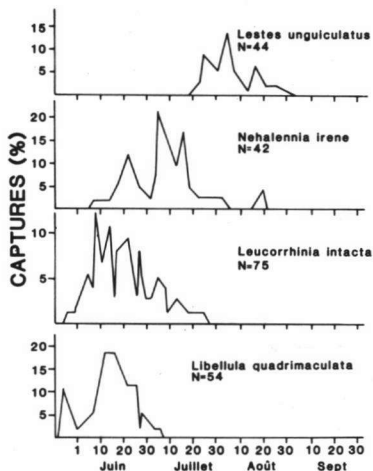 CAPTURES (%)
15
10
5
Lestes unguiculatus
N=44
20
15
10
5
Nehalennia irene
N=42
10
5
Leucorrhinia intacta
N=75
20
15
10
5
Libellula quadrimaculata
N=54
1 10 20 30 10 20 30 10 20 30 10 20 30
Juin Juillet Août Sept